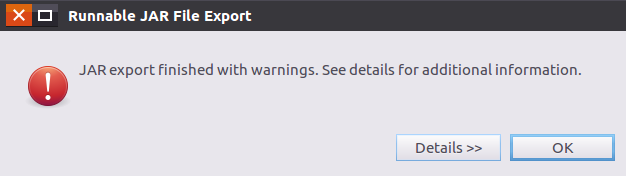 Runnable JAR File Export
JAR export finished with warnings. See details for additional information.
Details >>
OK